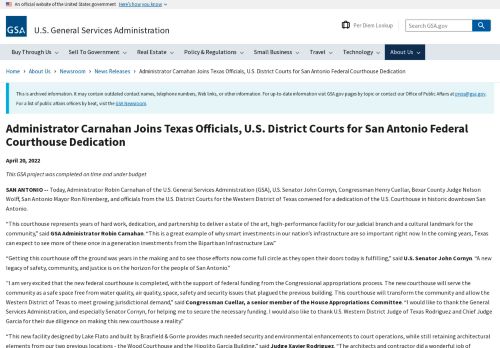 An official website of the United States government Here's how you know
GSA U.S. General Services Administration
Per Diem Lookup Search GSA.gov
Buy Through Us Sell To Government Real Estate Policy & Regulations Small Business Travel Technology About Us
Home › About Us › Newsroom › News Releases › Administrator Carnahan Joins Texas Officials, U.S. District Courts for San Antonio Federal Courthouse Dedication
This is archived information. It may contain outdated contact names, telephone numbers, Web links, or other information. For up-to-date information visit GSA.gov pages by topic or contact our Office of Public Affairs at press@gsa.gov.
For a list of public affairs officers by beat, visit the GSA Newsroom.
Administrator Carnahan Joins Texas Officials, U.S. District Courts for San Antonio Federal
Courthouse Dedication
April 20, 2022
This GSA project was completed on time and under budget
SAN ANTONIO –- Today, Administrator Robin Carnahan of the U.S. General Services Administration (GSA), U.S. Senator John Cornyn, Congressman Henry Cuellar, Bexar County Judge Nelson
Wolff, San Antonio Mayor Ron Nirenberg, and officials from the U.S. District Courts for the Western District of Texas convened for a dedication of the U.S. Courthouse in historic downtown San
Antonio.
“This courthouse represents years of hard work, dedication, and partnership to deliver a state of the art, high-performance facility for our judicial branch and a cultural landmark for the
community,” said GSA Administrator Robin Carnahan. “This is a great example of why smart investments in our nation’s infrastructure are so important right now. In the coming years, Texas
can expect to see more of these once in a generation investments from the Bipartisan Infrastructure Law.”
“Getting this courthouse off the ground was years in the making and to see those efforts now come full circle as they open their doors today is fulfilling,” said U.S. Senator John Cornyn. “A new
legacy of safety, community, and justice is on the horizon for the people of San Antonio.”
“I am very excited that the new federal courthouse is completed, with the support of federal funding from the Congressional appropriations process. The new courthouse will serve the
community as a safe space free from water quality, air quality, space, safety and security issues that plagued the previous building. This courthouse will transform the community and allow the
Western District of Texas to meet growing jurisdictional demand,” said Congressman Cuellar, a senior member of the House Appropriations Committee. “I would like to thank the
General Services Administration, and especially Senator Cornyn, for helping me to secure the necessary funding. I would also like to thank U.S. Western District Judge of Texas Rodriguez and Chief Judge
Garcia for their due diligence on making this new courthouse a reality.”
“This new facility designed by Lake Flato and built by Brasfield & Gorrie provides much needed security and environmental enhancements to court operations, while still retaining architectural
elements from our two previous locations - the Wood Courthouse and the Hipolito Garcia Building,” said Judge Xavier Rodriguez. “The architects and contractor did a wonderful job of